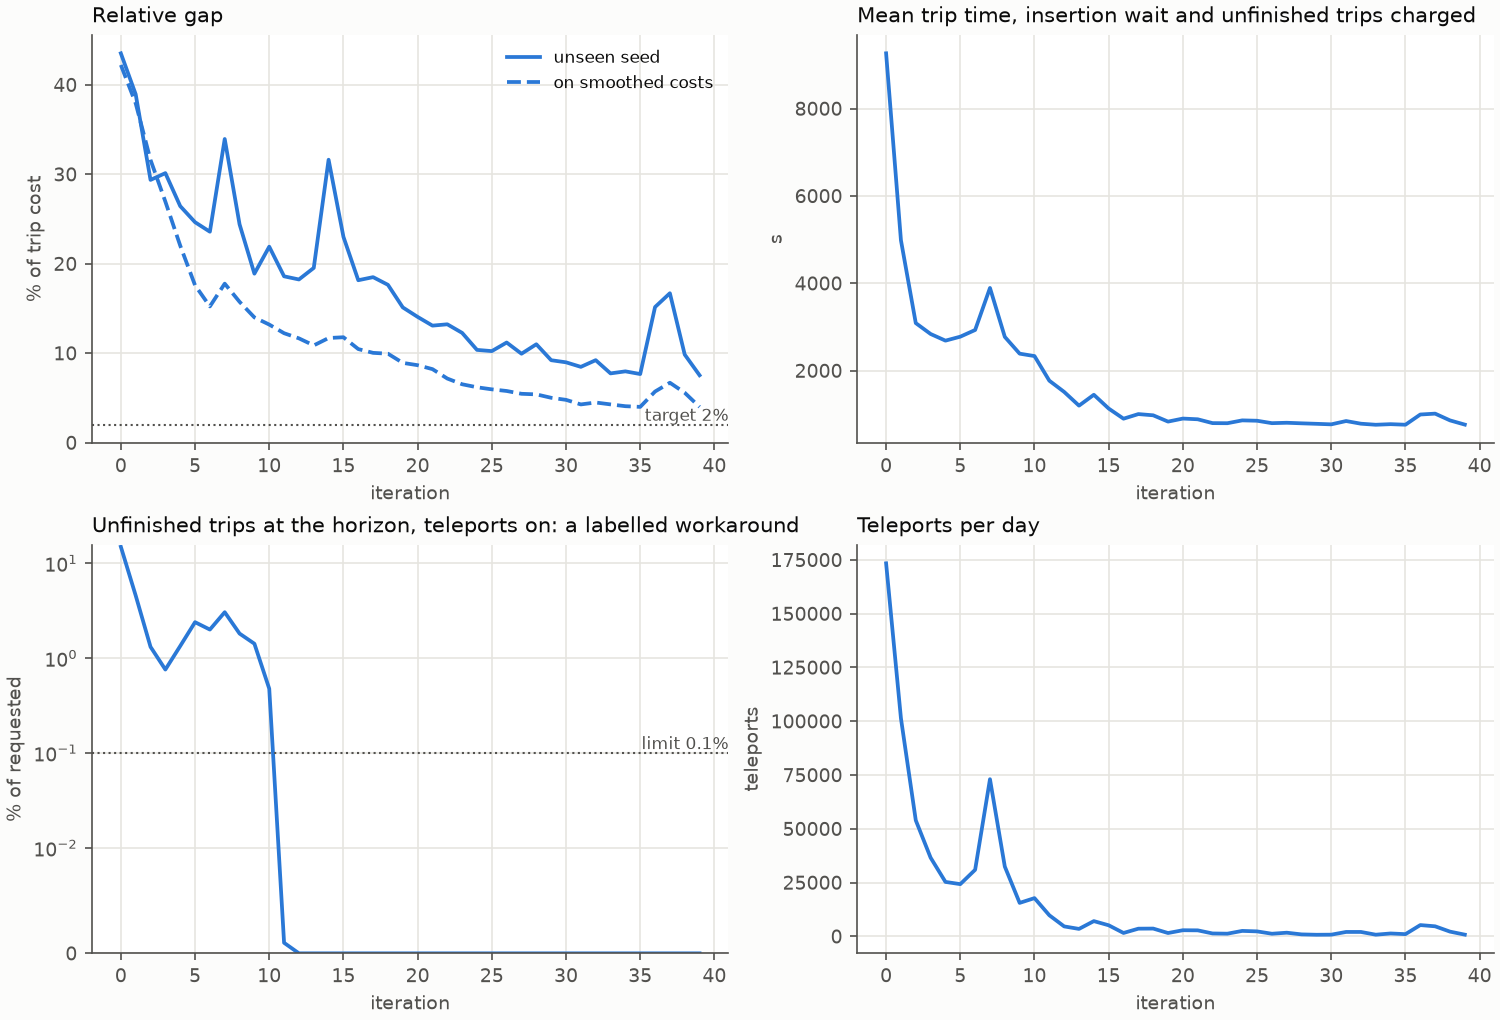 Relative gap
unseen seed
on smoothed costs
% of trip cost
40
30
20
10
0
target 2%
0 5 10 15 20 25 30 35 40
iteration
Mean trip time, insertion wait and unfinished trips charged
s
8000
6000
4000
2000
0 5 10 15 20 25 30 35 40
iteration
Unfinished trips at the horizon, teleports on: a labelled workaround
% of requested
10¹
10⁰
10⁻¹
10⁻²
0
limit 0.1%
0 5 10 15 20 25 30 35 40
iteration
Teleports per day
teleports
175000
150000
125000
100000
75000
50000
25000
0
0 5 10 15 20 25 30 35 40
iteration